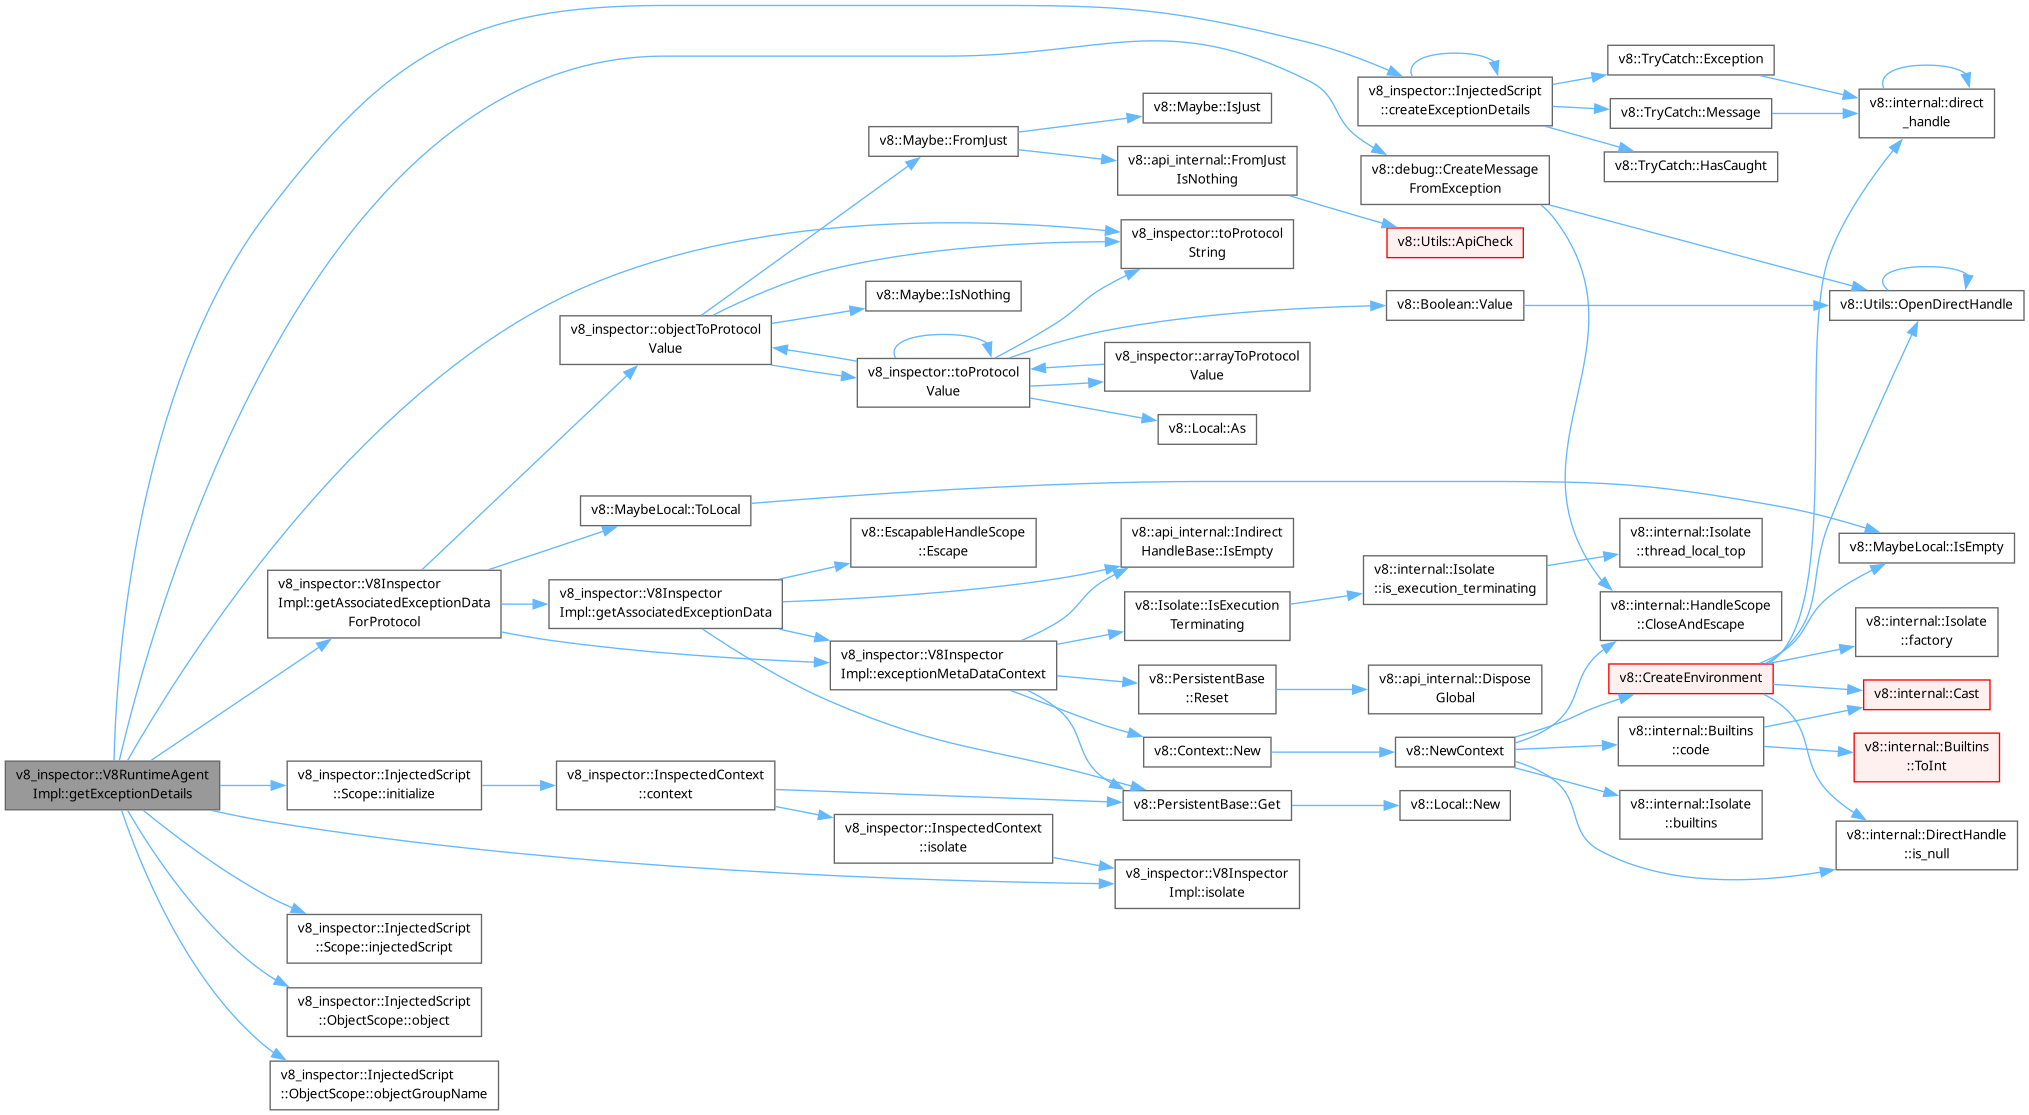 v8_inspector::V8RuntimeAgent
Impl::getExceptionDetails
v8_inspector::V8Inspector
Impl::getAssociatedExceptionData
ForProtocol
v8_inspector::InjectedScript
::Scope::initialize
v8_inspector::InjectedScript
::Scope::injectedScript
v8_inspector::InjectedScript
::ObjectScope::object
v8_inspector::InjectedScript
::ObjectScope::objectGroupName
v8_inspector::objectToProtocol
Value
v8::MaybeLocal::ToLocal
v8_inspector::V8Inspector
Impl::getAssociatedExceptionData
v8_inspector::InspectedContext
::context
v8::Maybe::FromJust
v8::Maybe::IsNothing
v8_inspector::toProtocol
Value
v8::EscapableHandleScope
::Escape
v8_inspector::V8Inspector
Impl::exceptionMetaDataContext
v8_inspector::InspectedContext
::isolate
v8::Maybe::IsJust
v8::api_internal::FromJust
IsNothing
v8_inspector::toProtocol
String
v8_inspector::arrayToProtocol
Value
v8::Local::As
v8::api_internal::Indirect
HandleBase::IsEmpty
v8::Isolate::IsExecution
Terminating
v8::PersistentBase
::Reset
v8::Context::New
v8::PersistentBase::Get
v8_inspector::V8Inspector
Impl::isolate
v8_inspector::InjectedScript
::createExceptionDetails
v8::debug::CreateMessage
FromException
v8::Utils::ApiCheck
v8::Boolean::Value
v8::internal::Isolate
::is_execution_terminating
v8::api_internal::Dispose
Global
v8::NewContext
v8::Local::New
v8::TryCatch::Exception
v8::TryCatch::Message
v8::TryCatch::HasCaught
v8::internal::Isolate
::thread_local_top
v8::internal::HandleScope
::CloseAndEscape
v8::CreateEnvironment
v8::internal::Builtins
::code
v8::internal::Isolate
::builtins
v8::internal::direct
_handle
v8::Utils::OpenDirectHandle
v8::MaybeLocal::IsEmpty
v8::internal::Isolate
::factory
v8::internal::Cast
v8::internal::Builtins
::ToInt
v8::internal::DirectHandle
::is_null